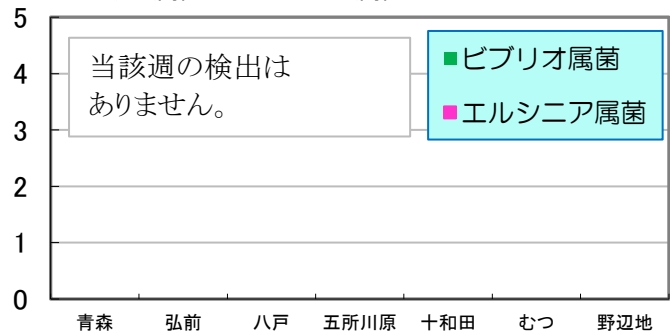 5
当該週の検出は
ありません。
■ビブリオ属菌
■エルシニア属菌
4
3
2
1
0
青森 弘前 八戸 五所川原 十和田 むつ 野辺地